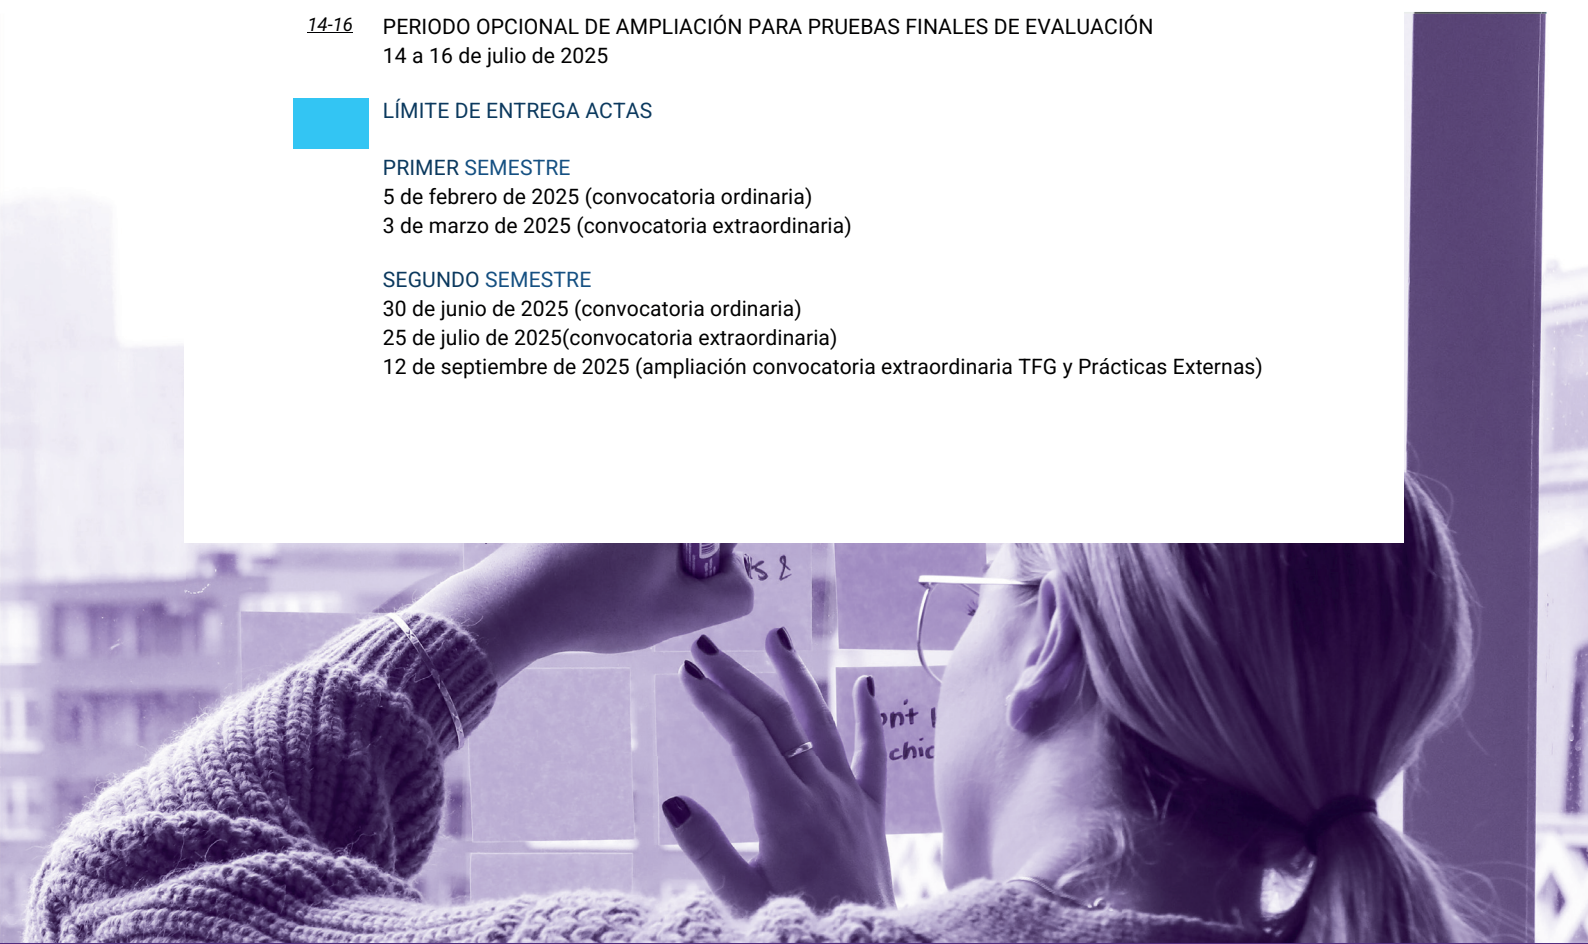 14-16 PERIODO OPCIONAL DE AMPLIACIÓN PARA PRUEBAS FINALES DE EVALUACIÓN
14 a 16 de julio de 2025
LÍMITE DE ENTREGA ACTAS
PRIMER SEMESTRE
5 de febrero de 2025 (convocatoria ordinaria)
3 de marzo de 2025 (convocatoria extraordinaria)
SEGUNDO SEMESTRE
30 de junio de 2025 (convocatoria ordinaria)
25 de julio de 2025(convocatoria extraordinaria)
12 de septiembre de 2025 (ampliación convocatoria extraordinaria TFG y Prácticas Externas)